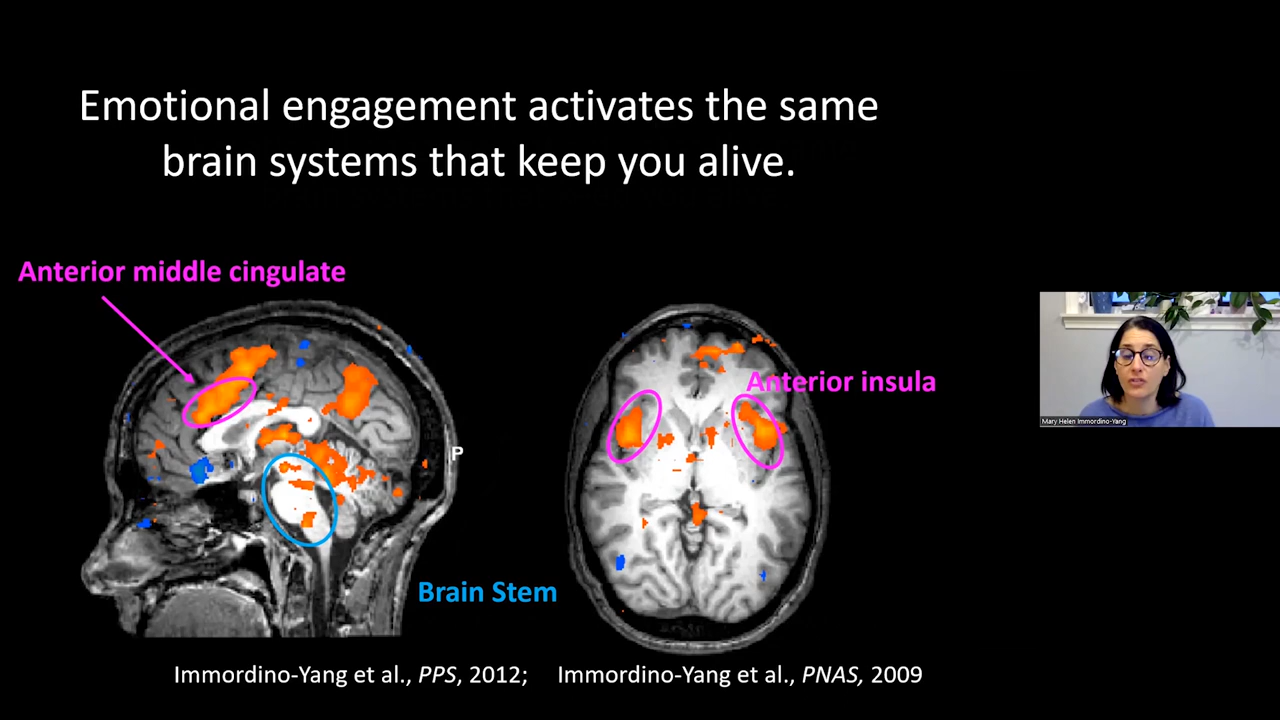 Emotional engagement activates the same
brain systems that keep you alive.
Anterior middle cingulate
Anterior insula
P
Brain Stem
Immordino-Yang et al., PPS, 2012; Immordino-Yang et al., PNAS, 2009
Mary Helen Immordino-Yang